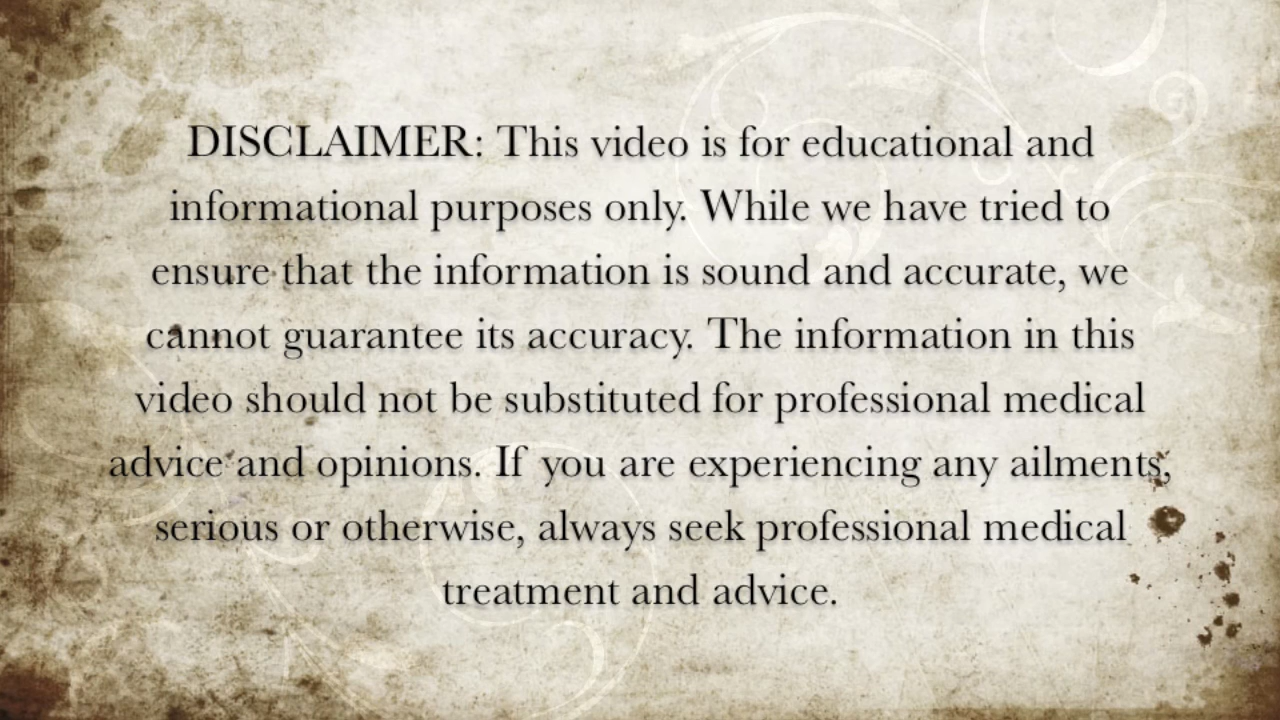 DISCLAIMER: This video is for educational and
informational purposes only. While we have tried to
ensure that the information is sound and accurate, we
cannot guarantee its accuracy. The information in this
video should not be substituted for professional medical
advice and opinions. If you are experiencing any ailments,
serious or otherwise, always seek professional medical
treatment and advice.